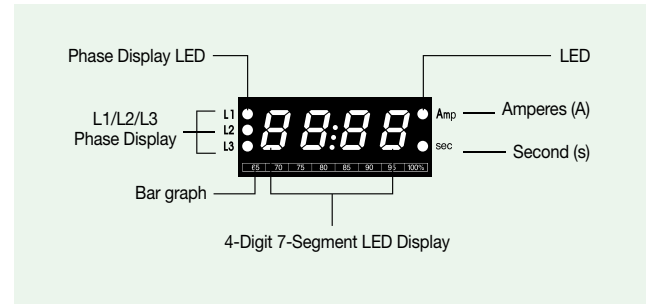 Phase Display LED
LED
L1/L2/L3
Phase Display
L1
L2
L3
88:88
Amp
sec
Amperes (A)
Second (s)
65 70 75 80 85 90 95 100%
Bar graph
4-Digit 7-Segment LED Display